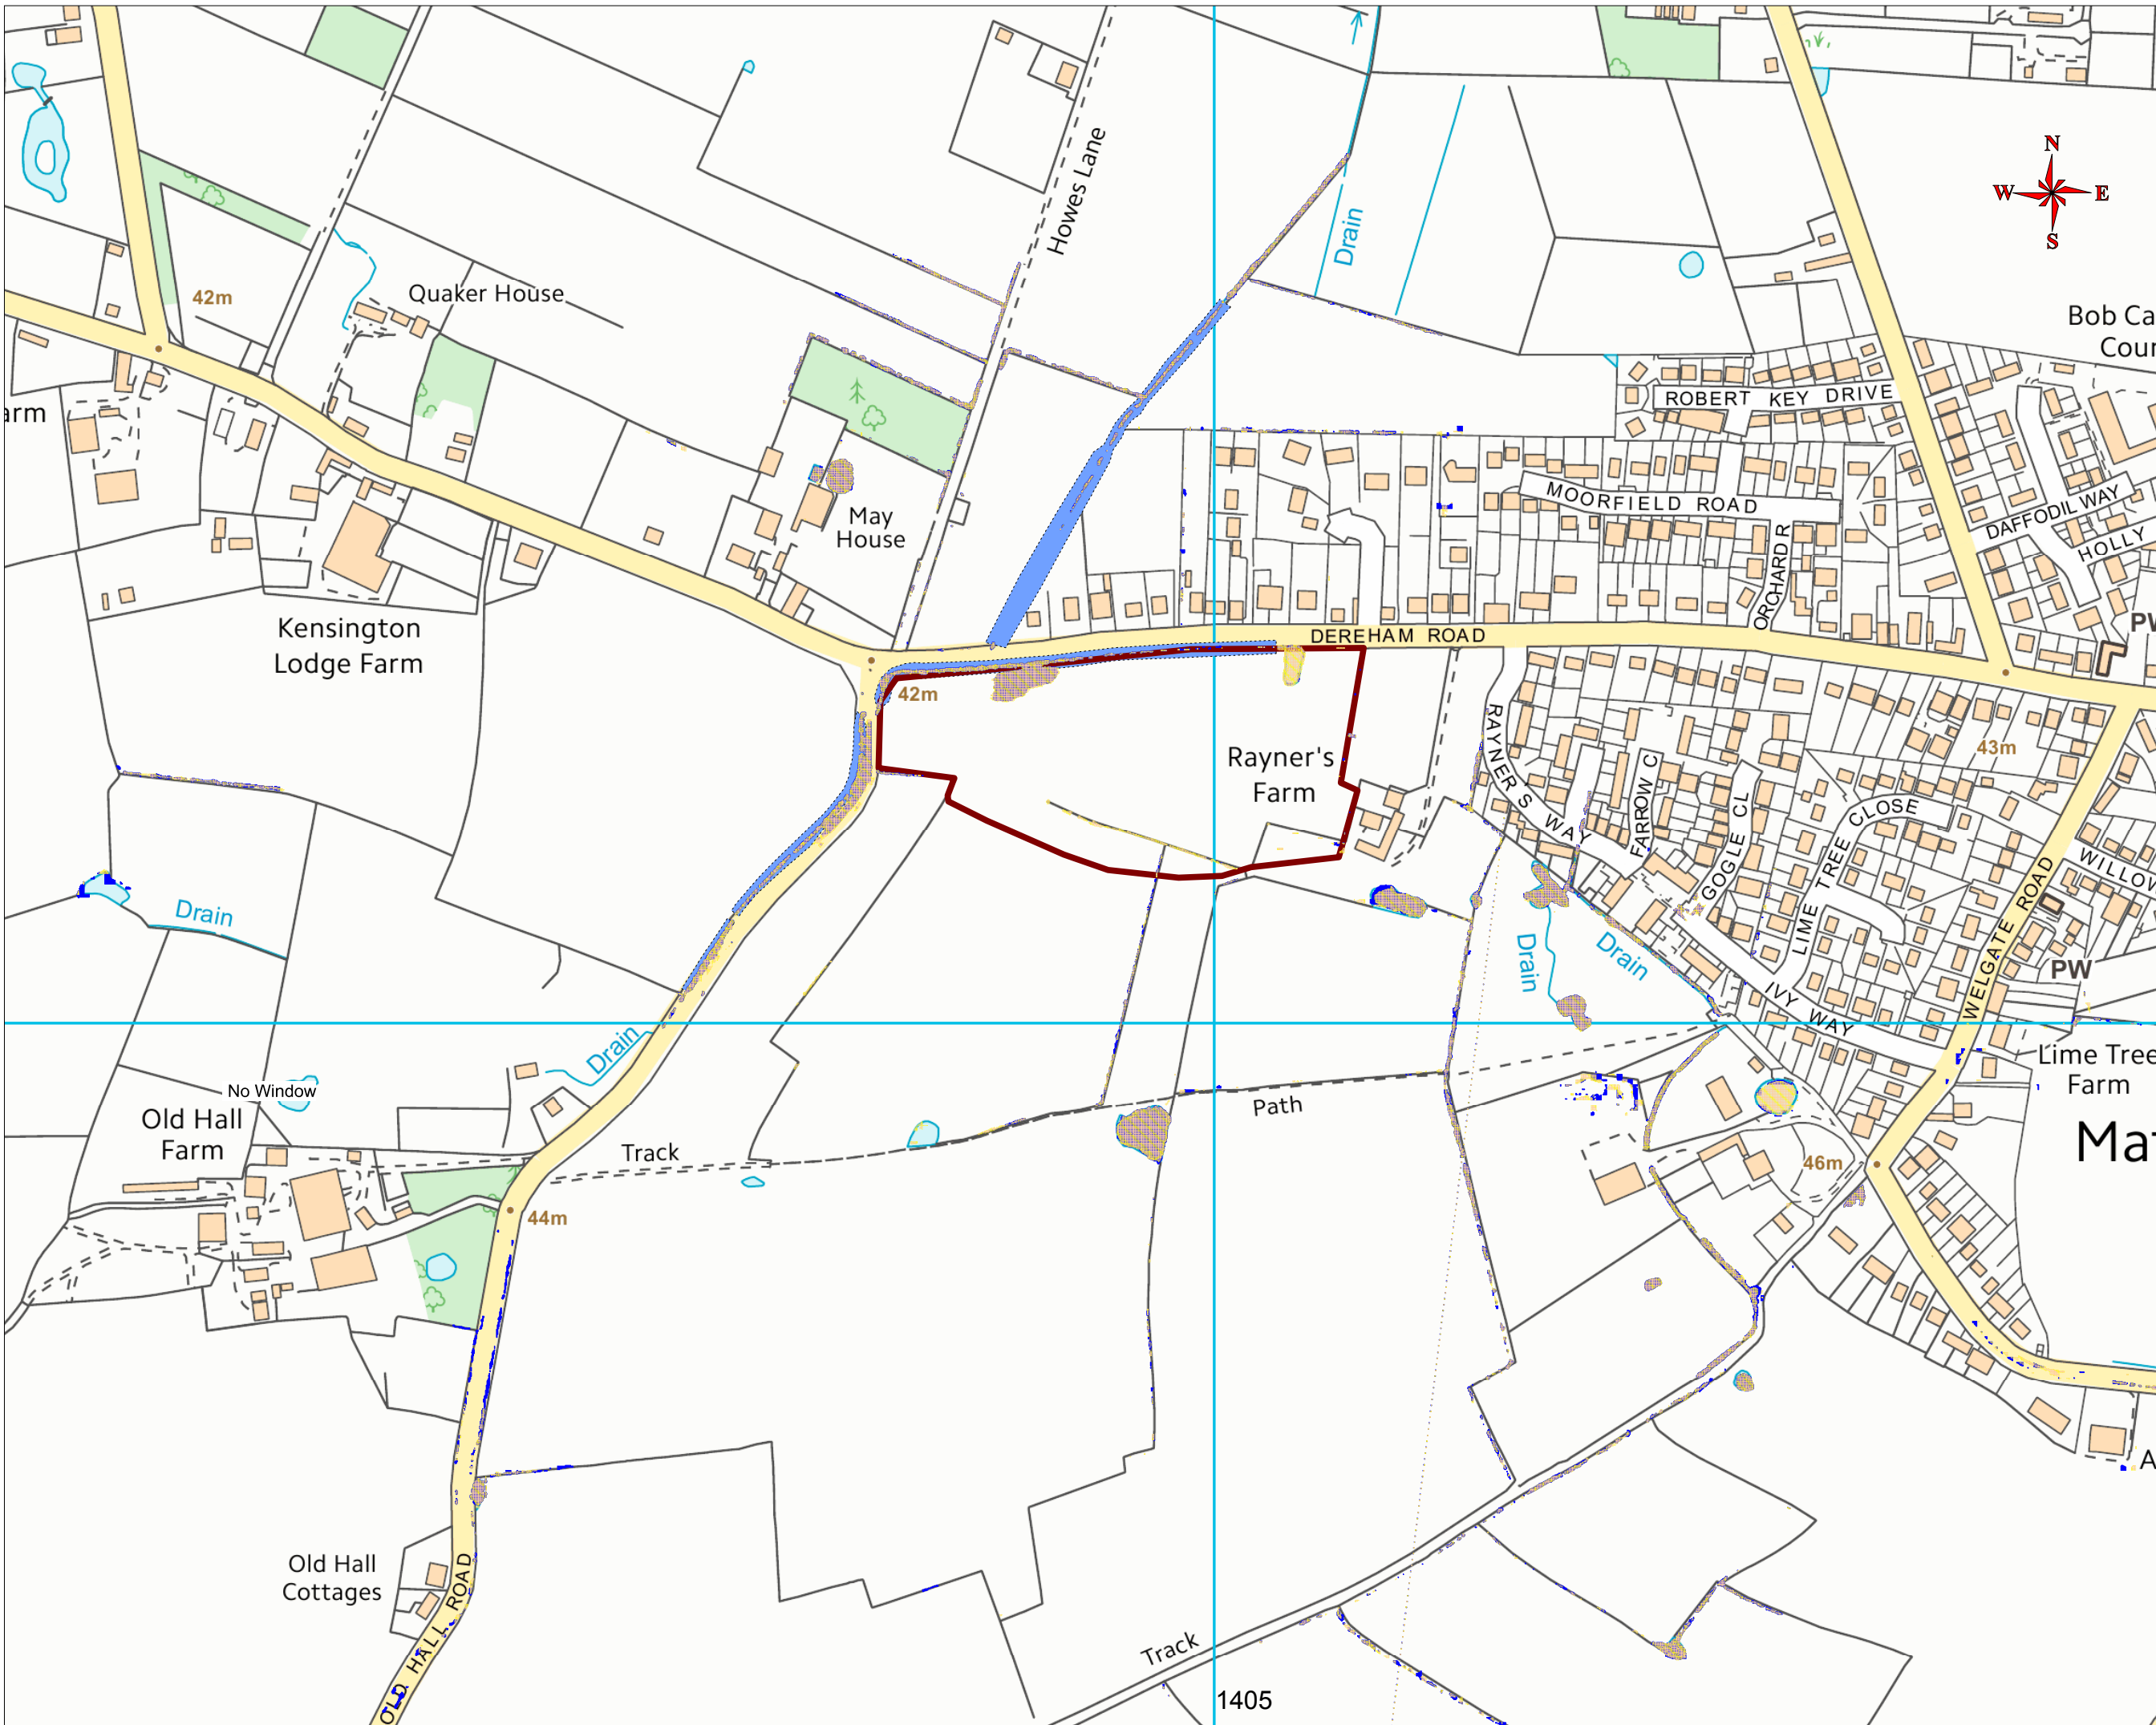 N
W E
S
Howes Lane
Drain
42m
Quaker House
Bob Ca
Cour
ROBERT KEY DRIVE
arm
MOORFIELD ROAD
DAFFODIL WAY
HOLLY
May
House
ORCHARD R
Kensington
Lodge Farm
DEREHAM ROAD
PW
42m
RAYNER'S WAY
43m
Rayner's
Farm
FARROW C
GOGLE CL
LIME TREE CLOSE
WILLOW
WELGATE ROAD
Drain
Drain
Drain
PW
IVY WAY
Drain
No Window
Lime Tree
Farm
Old Hall
Farm
Path
Mat
Track
46m
44m
A
Old Hall
Cottages
OLD HALL ROAD
Track
1405